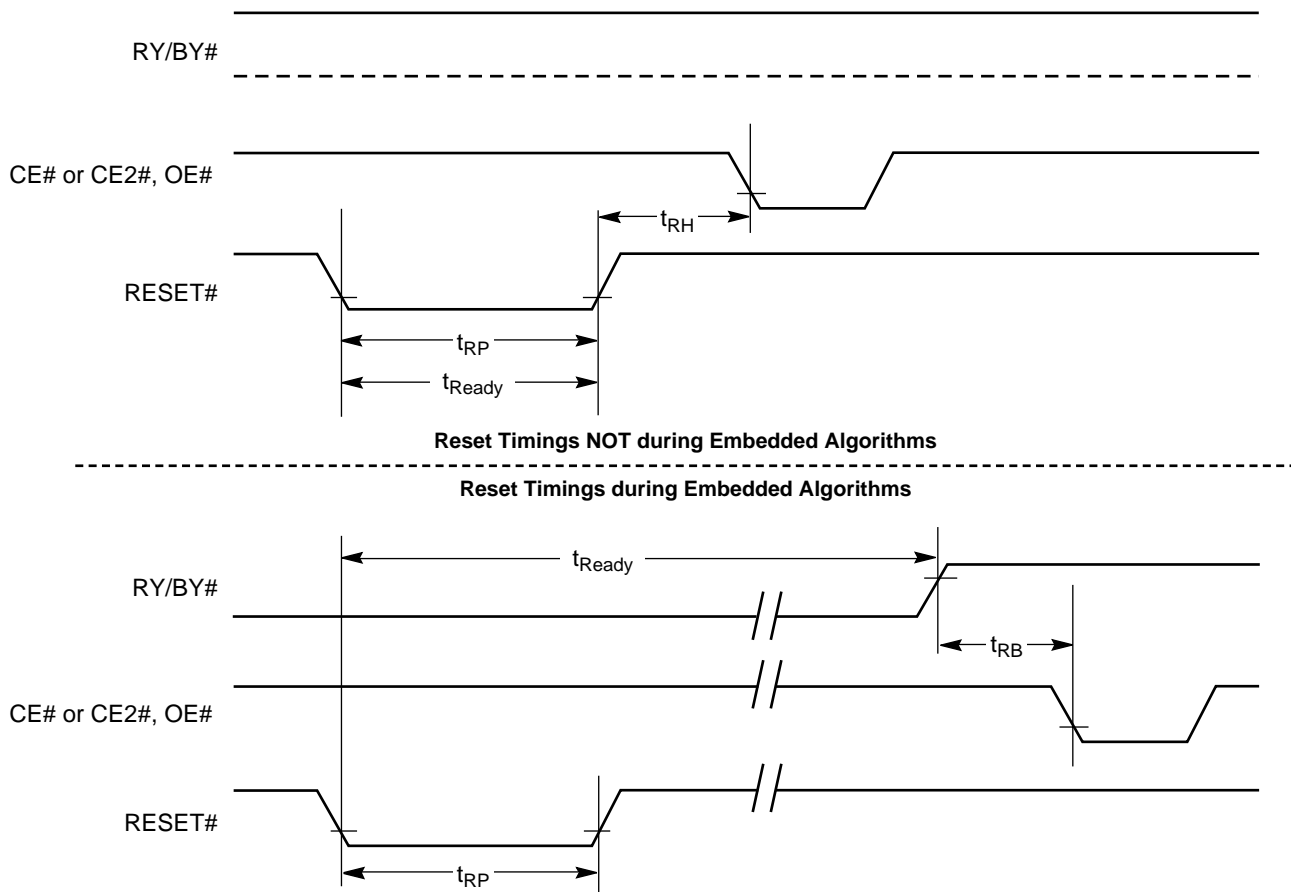 RY/BY#
CE# or CE2#, OE#
tRH
RESET#
tRP
tReady
Reset Timings NOT during Embedded Algorithms
Reset Timings during Embedded Algorithms
tReady
RY/BY#
tRB
CE# or CE2#, OE#
RESET#
tRP